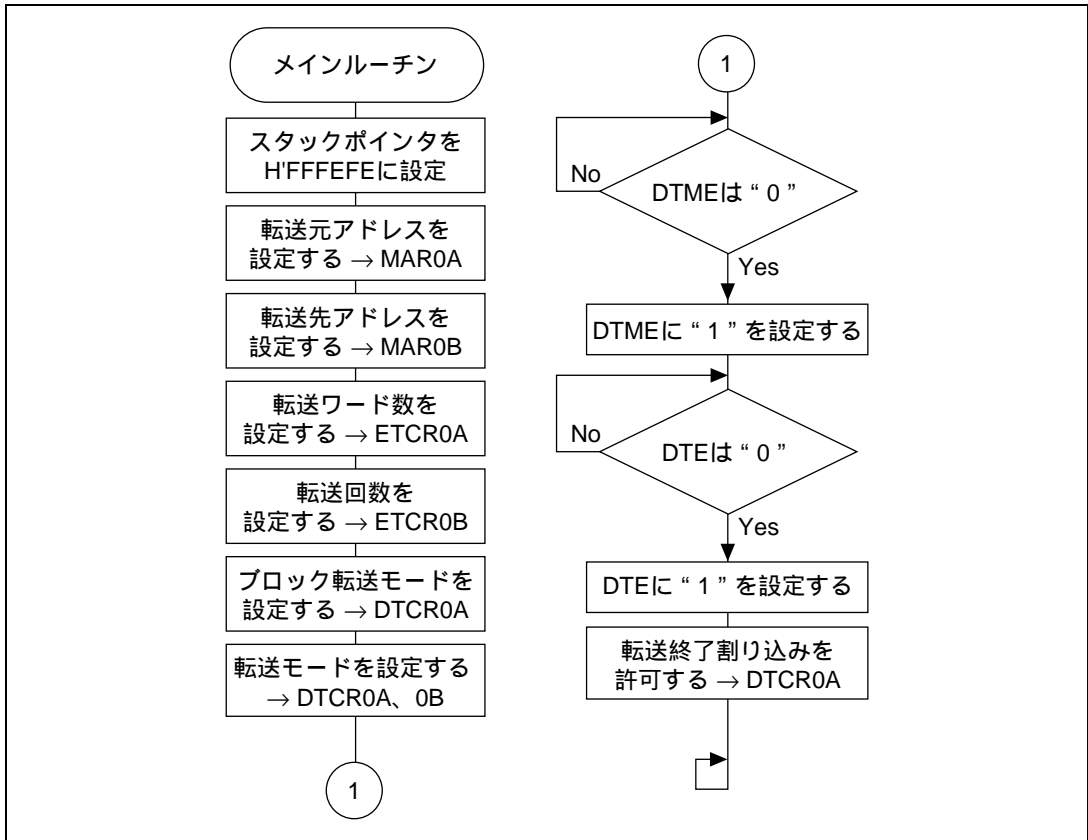 メインルーチン
スタックポインタを
H'FFFEFEに設定
転送元アドレスを
設定する → MAR0A
転送先アドレスを
設定する → MAR0B
転送ワード数を
設定する → ETCR0A
転送回数を
設定する → ETCR0B
ブロック転送モードを
設定する → DTCR0A
転送モードを設定する
→ DTCR0A、0B
1
1
No
DTMEは“ 0 ”
Yes
DTMEに“ 1 ”を設定する
No
DTEは“ 0 ”
Yes
DTEに“ 1 ”を設定する
転送終了割り込みを
許可する → DTCR0A